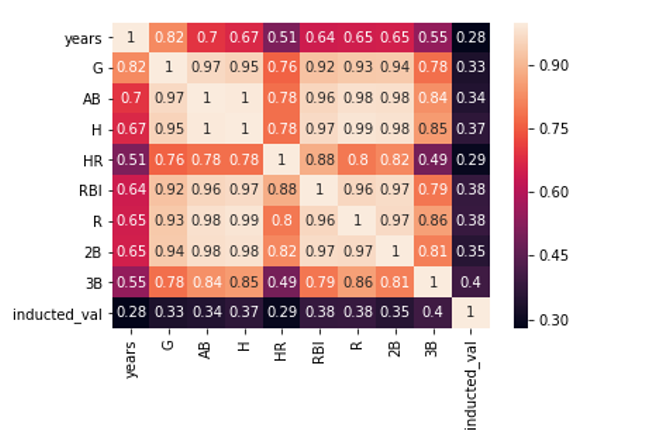 years 1 0.82 0.7 0.67 0.51 0.64 0.65 0.65 0.55 0.28
G 0.82 1 0.97 0.95 0.76 0.92 0.93 0.94 0.78 0.33
AB 0.7 0.97 1 1 0.78 0.96 0.98 0.98 0.84 0.34
H 0.67 0.95 1 1 0.78 0.97 0.99 0.98 0.85 0.37
HR 0.51 0.76 0.78 0.78 1 0.88 0.8 0.82 0.49 0.29
RBI 0.64 0.92 0.96 0.97 0.88 1 0.96 0.97 0.79 0.38
R 0.65 0.93 0.98 0.99 0.8 0.96 1 0.97 0.86 0.38
2B 0.65 0.94 0.98 0.98 0.82 0.97 0.97 1 0.81 0.35
3B 0.55 0.78 0.84 0.85 0.49 0.79 0.86 0.81 1 0.4
inducted_val 0.28 0.33 0.34 0.37 0.29 0.38 0.38 0.35 0.4 1
years G AB H HR RBI R 2B 3B inducted_val
0.90
0.75
0.60
0.45
0.30